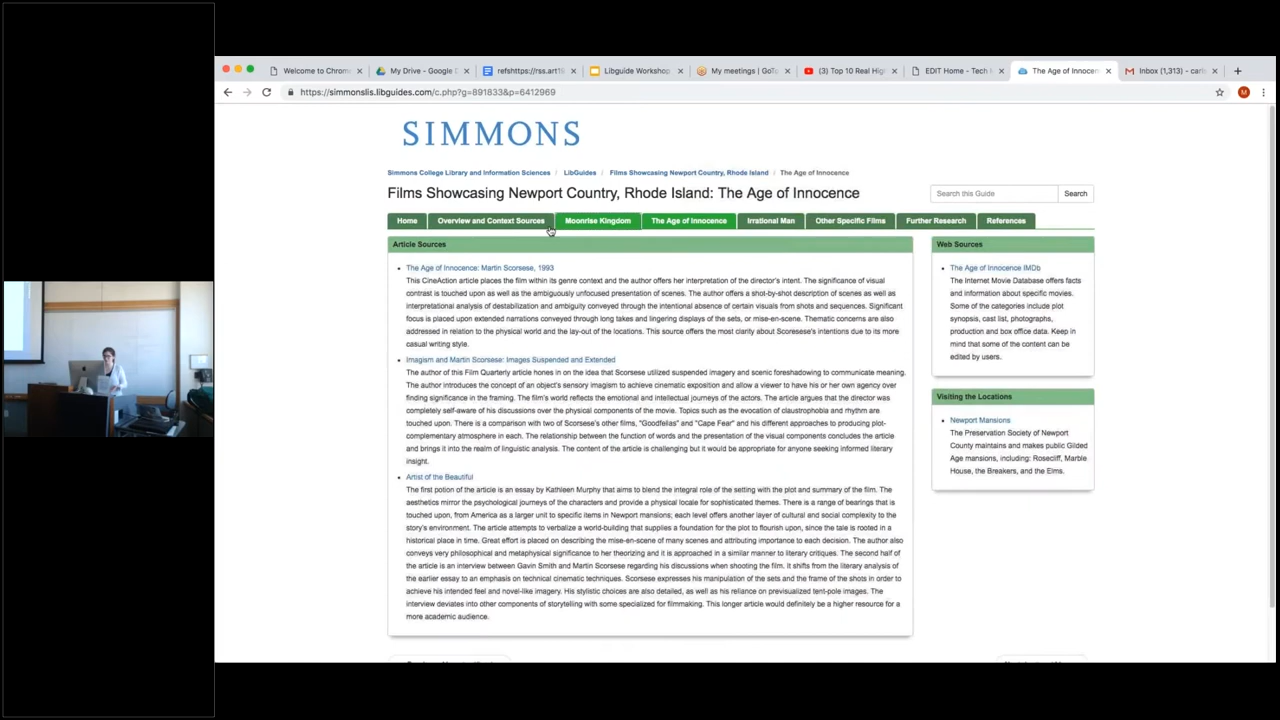 Welcome to Chrom
My Drive - Google D
refshttps://rss.art19
Libguide Workshop
My meetings | GoTo
(3) Top 10 Real High
EDIT Home - Tech M
The Age of Innocen
Inbox (1,313) - caris
https://simmonslis.libguides.com/c.php?g=891833&p=6412969
M
SIMMONS
Simmons College Library and Information Sciences / LibGuides / Films Showcasing Newport Country, Rhode Island / The Age of Innocence
Films Showcasing Newport Country, Rhode Island: The Age of Innocence
Search this Guide Search
Home Overview and Context Sources Moonrise Kingdom The Age of Innocence Irrational Man Other Specific Films Further Research References
Article Sources
The Age of Innocence: Martin Scorsese, 1993
This CineAction article places the film within its genre context and the author offers her interpretation of the director's intent. The significance of visual
contrast is touched upon as well as the ambiguously unfocused presentation of scenes. The author offers a shot-by-shot description of scenes as well as
interpretational analysis of destabilization and ambiguity conveyed through the intentional absence of certain visuals from shots and sequences. Significant
focus is placed upon extended narrations conveyed through long takes and lingering displays of the sets, or mise-en-scene. Thematic concerns are also
addressed in relation to the physical world and the lay-out of the locations. This source offers the most clarity about Scoresese's intentions due to its more
casual writing style.
Imagism and Martin Scorsese: Images Suspended and Extended
The author of this Film Quarterly article hones in on the idea that Scorsese utilized suspended imagery and scenic foreshadowing to communicate meaning.
The author introduces the concept of an object's sensory imagism to achieve cinematic exposition and allow a viewer to have his or her own agency over
finding significance in the framing. The film's world reflects the emotional and intellectual journeys of the actors. The article argues that the director was
completely self-aware of his discussions over the physical components of the movie. Topics such as the evocation of claustrophobia and rhythm are
touched upon. There is a comparison with two of Scorsese's other films, "Goodfellas" and "Cape Fear" and his different approaches to producing plot-
complementary atmosphere in each. The relationship between the function of words and the presentation of the visual components concludes the article
and brings it into the realm of linguistic analysis. The content of the article is challenging but it would be appropriate for anyone seeking informed literary
insight.
Artist of the Beautiful
The first potion of the article is an essay by Kathleen Murphy that aims to blend the integral role of the setting with the plot and summary of the film. The
aesthetics mirror the psychological journeys of the characters and provide a physical locale for sophisticated themes. There is a range of bearings that is
touched upon, from America as a larger unit to specific items in Newport mansions; each level offers another layer of cultural and social complexity to the
story's environment. The article attempts to verbalize a world-building that supplies a foundation for the plot to flourish upon, since the tale is rooted in a
historical place in time. Great effort is placed on describing the mise-en-scene of many scenes and attributing importance to each decision. The author also
conveys very philosophical and metaphysical significance to her theorizing and it is approached in a similar manner to literary critiques. The second half of
the article is an interview between Gavin Smith and Martin Scorsese regarding his discussions when shooting the film. It shifts from the literary analysis of
the earlier essay to an emphasis on technical cinematic techniques. Scorsese expresses his manipulation of the sets and the frame of the shots in order to
achieve his intended feel and novel-like imagery. His stylistic choices are also detailed, as well as his reliance on previsualized tent-pole images. The
interview deviates into other components of storytelling with some specialized for filmmaking. This longer article would definitely be a higher resource for a
more academic audience.
Web Sources
The Age of Innocence IMDb
The Internet Movie Database offers facts
and information about specific movies.
Some of the categories include plot
synopsis, cast list, photographs,
production and box office data. Keep in
mind that some of the content can be
edited by users.
Visiting the Locations
Newport Mansions
The Preservation Society of Newport
County maintains and makes public Gilded
Age mansions, including: Rosecliff, Marble
House, the Breakers, and the Elms.